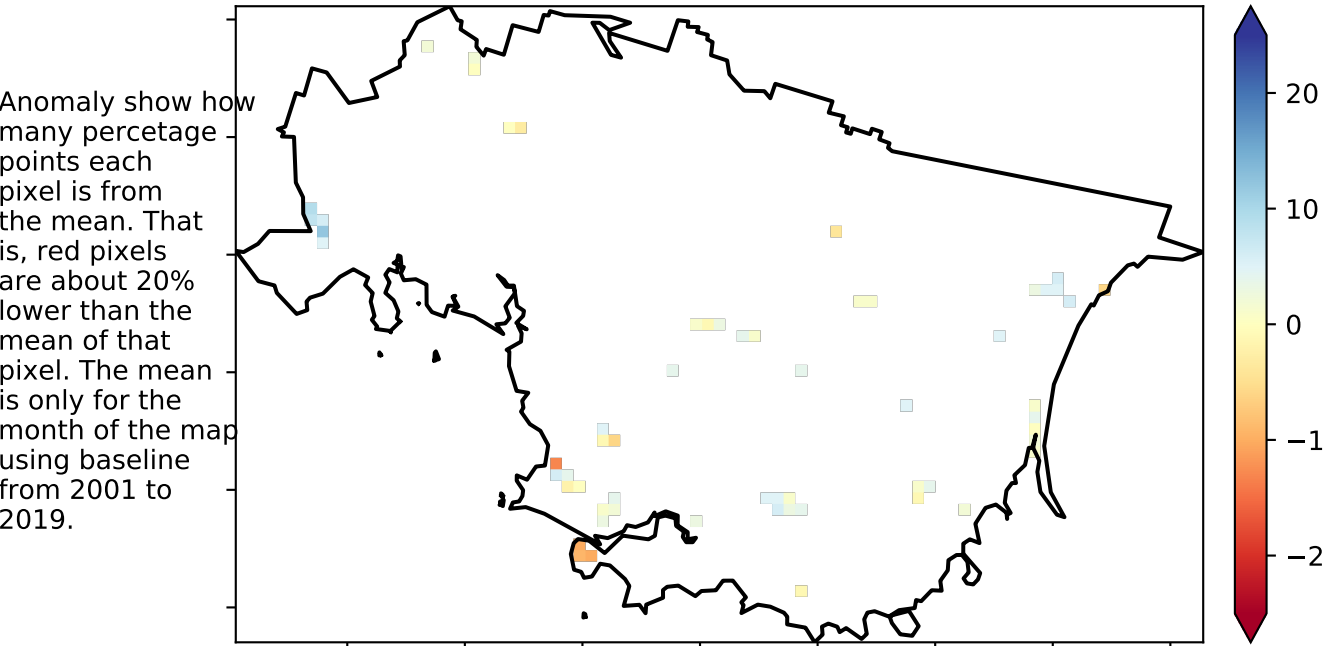 Anomaly show how
many percetage
points each
pixel is from
the mean. That
is, red pixels
are about 20%
lower than the
mean of that
pixel. The mean
is only for the
month of the map
using baseline
from 2001 to
2019.
20
10
0
−1
−2